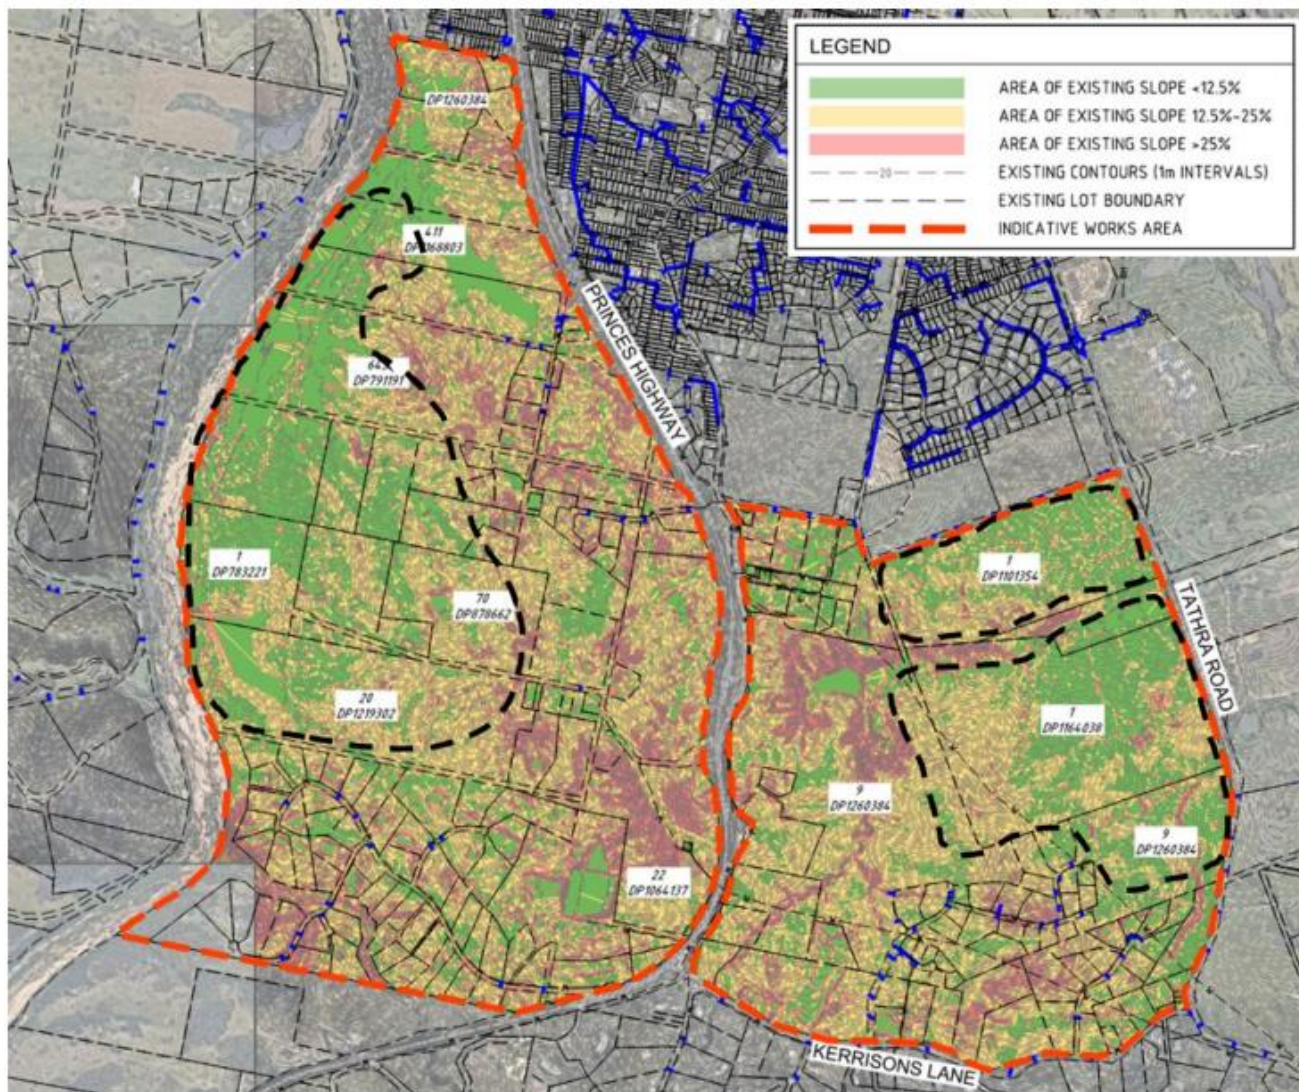 LEGEND
AREA OF EXISTING SLOPE <12.5%
AREA OF EXISTING SLOPE 12.5%-25%
AREA OF EXISTING SLOPE >25%
20
EXISTING CONTOURS (1m INTERVALS)
EXISTING LOT BOUNDARY
INDICATIVE WORKS AREA
DP1260384
411
PRINCES HIGHWAY
DP791191
1
DP783221
70
DP878662
20
DP1219302
22
DP1064137
1
DP1101354
TATHRA ROAD
1
DP1164038
9
DP1260384
9
DP1260384
KERRISONS LANE